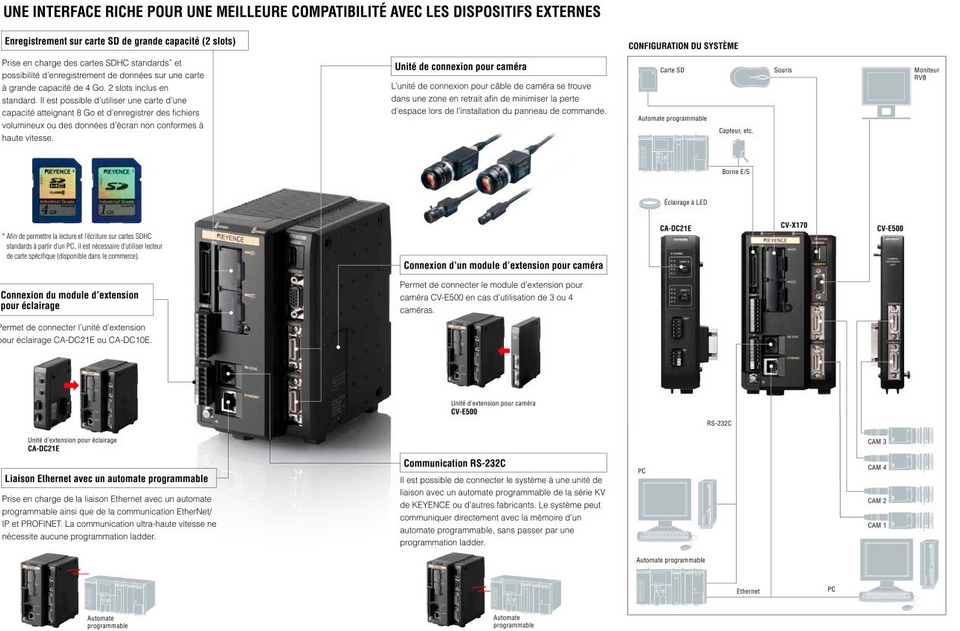 UNE INTERFACE RICHE POUR UNE MEILLEURE COMPATIBILITÉ AVEC LES DISPOSITIFS EXTERNES
Enregistrement sur carte SD de grande capacité (2 slots)
Prise en charge des cartes SDHC standards* et
possibilité d'enregistrement de données sur une carte
à grande capacité de 4 Go. 2 slots inclus en
standard. Il est possible d'utiliser une carte d'une
capacité atteignant 8 Go et d'enregistrer des fichiers
volumineux ou des données d'écran non conformes à
haute vitesse.
KEYENCE
SDHC
Industrial Grade
4GB
KEYENCE
SD
Industrial Grade
* Afin de permettre la lecture et l'écriture sur cartes SDHC
standards à partir d'un PC, il est nécessaire d'utiliser lecteur
de carte spécifique (disponible dans le commerce).
Connexion du module d'extension
pour éclairage
Permet de connecter l'unité d'extension
pour éclairage CA-DC21E ou CA-DC10E.
Unité d'extension pour éclairage
CA-DC21E
Liaison Ethernet avec un automate programmable
Prise en charge de la liaison Ethernet avec un automate
programmable ainsi que de la communication EtherNet/
IP et PROFINET. La communication ultra-haute vitesse ne
nécessite aucune programmation ladder.
Automate
programmable
KEYENCE
RS-232C
ETHERNET
Unité de connexion pour caméra
L'unité de connexion pour câble de caméra se trouve
dans une zone en retrait afin de minimiser la perte
d'espace lors de l'installation du panneau de commande.
Connexion d'un module d'extension pour caméra
Permet de connecter le module d'extension pour
caméra CV-E500 en cas d'utilisation de 3 ou 4
caméras.
Unité d'extension pour caméra
CV-E500
Communication RS-232C
Il est possible de connecter le système à une unité de
liaison avec un automate programmable de la série KV
de KEYENCE ou d'autres fabricants. Le système peut
communiquer directement avec la mémoire d'un
automate programmable, sans passer par une
programmation ladder.
Automate
programmable
CONFIGURATION DU SYSTÈME
Carte SD
Souris
Moniteur
RVB
Automate programmable
Capteur, etc.
Borne E/S
Éclairage à LED
CA-DC21E
CV-X170
CV-E500
KEYENCE
RS-232C
CAM 3
CAM 4
CAM 2
CAM 1
PC
Automate programmable
Ethernet
PC